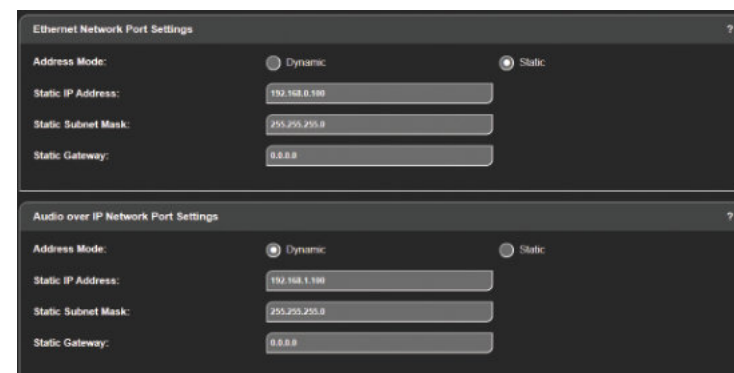 Ethernet Network Port Settings ?
Address Mode: Dynamic Static
Static IP Address: 192.168.0.100
Static Subnet Mask: 255.255.255.0
Static Gateway: 0.0.0.0
Audio over IP Network Port Settings ?
Address Mode: Dynamic Static
Static IP Address: 192.168.1.100
Static Subnet Mask: 255.255.255.0
Static Gateway: 0.0.0.0